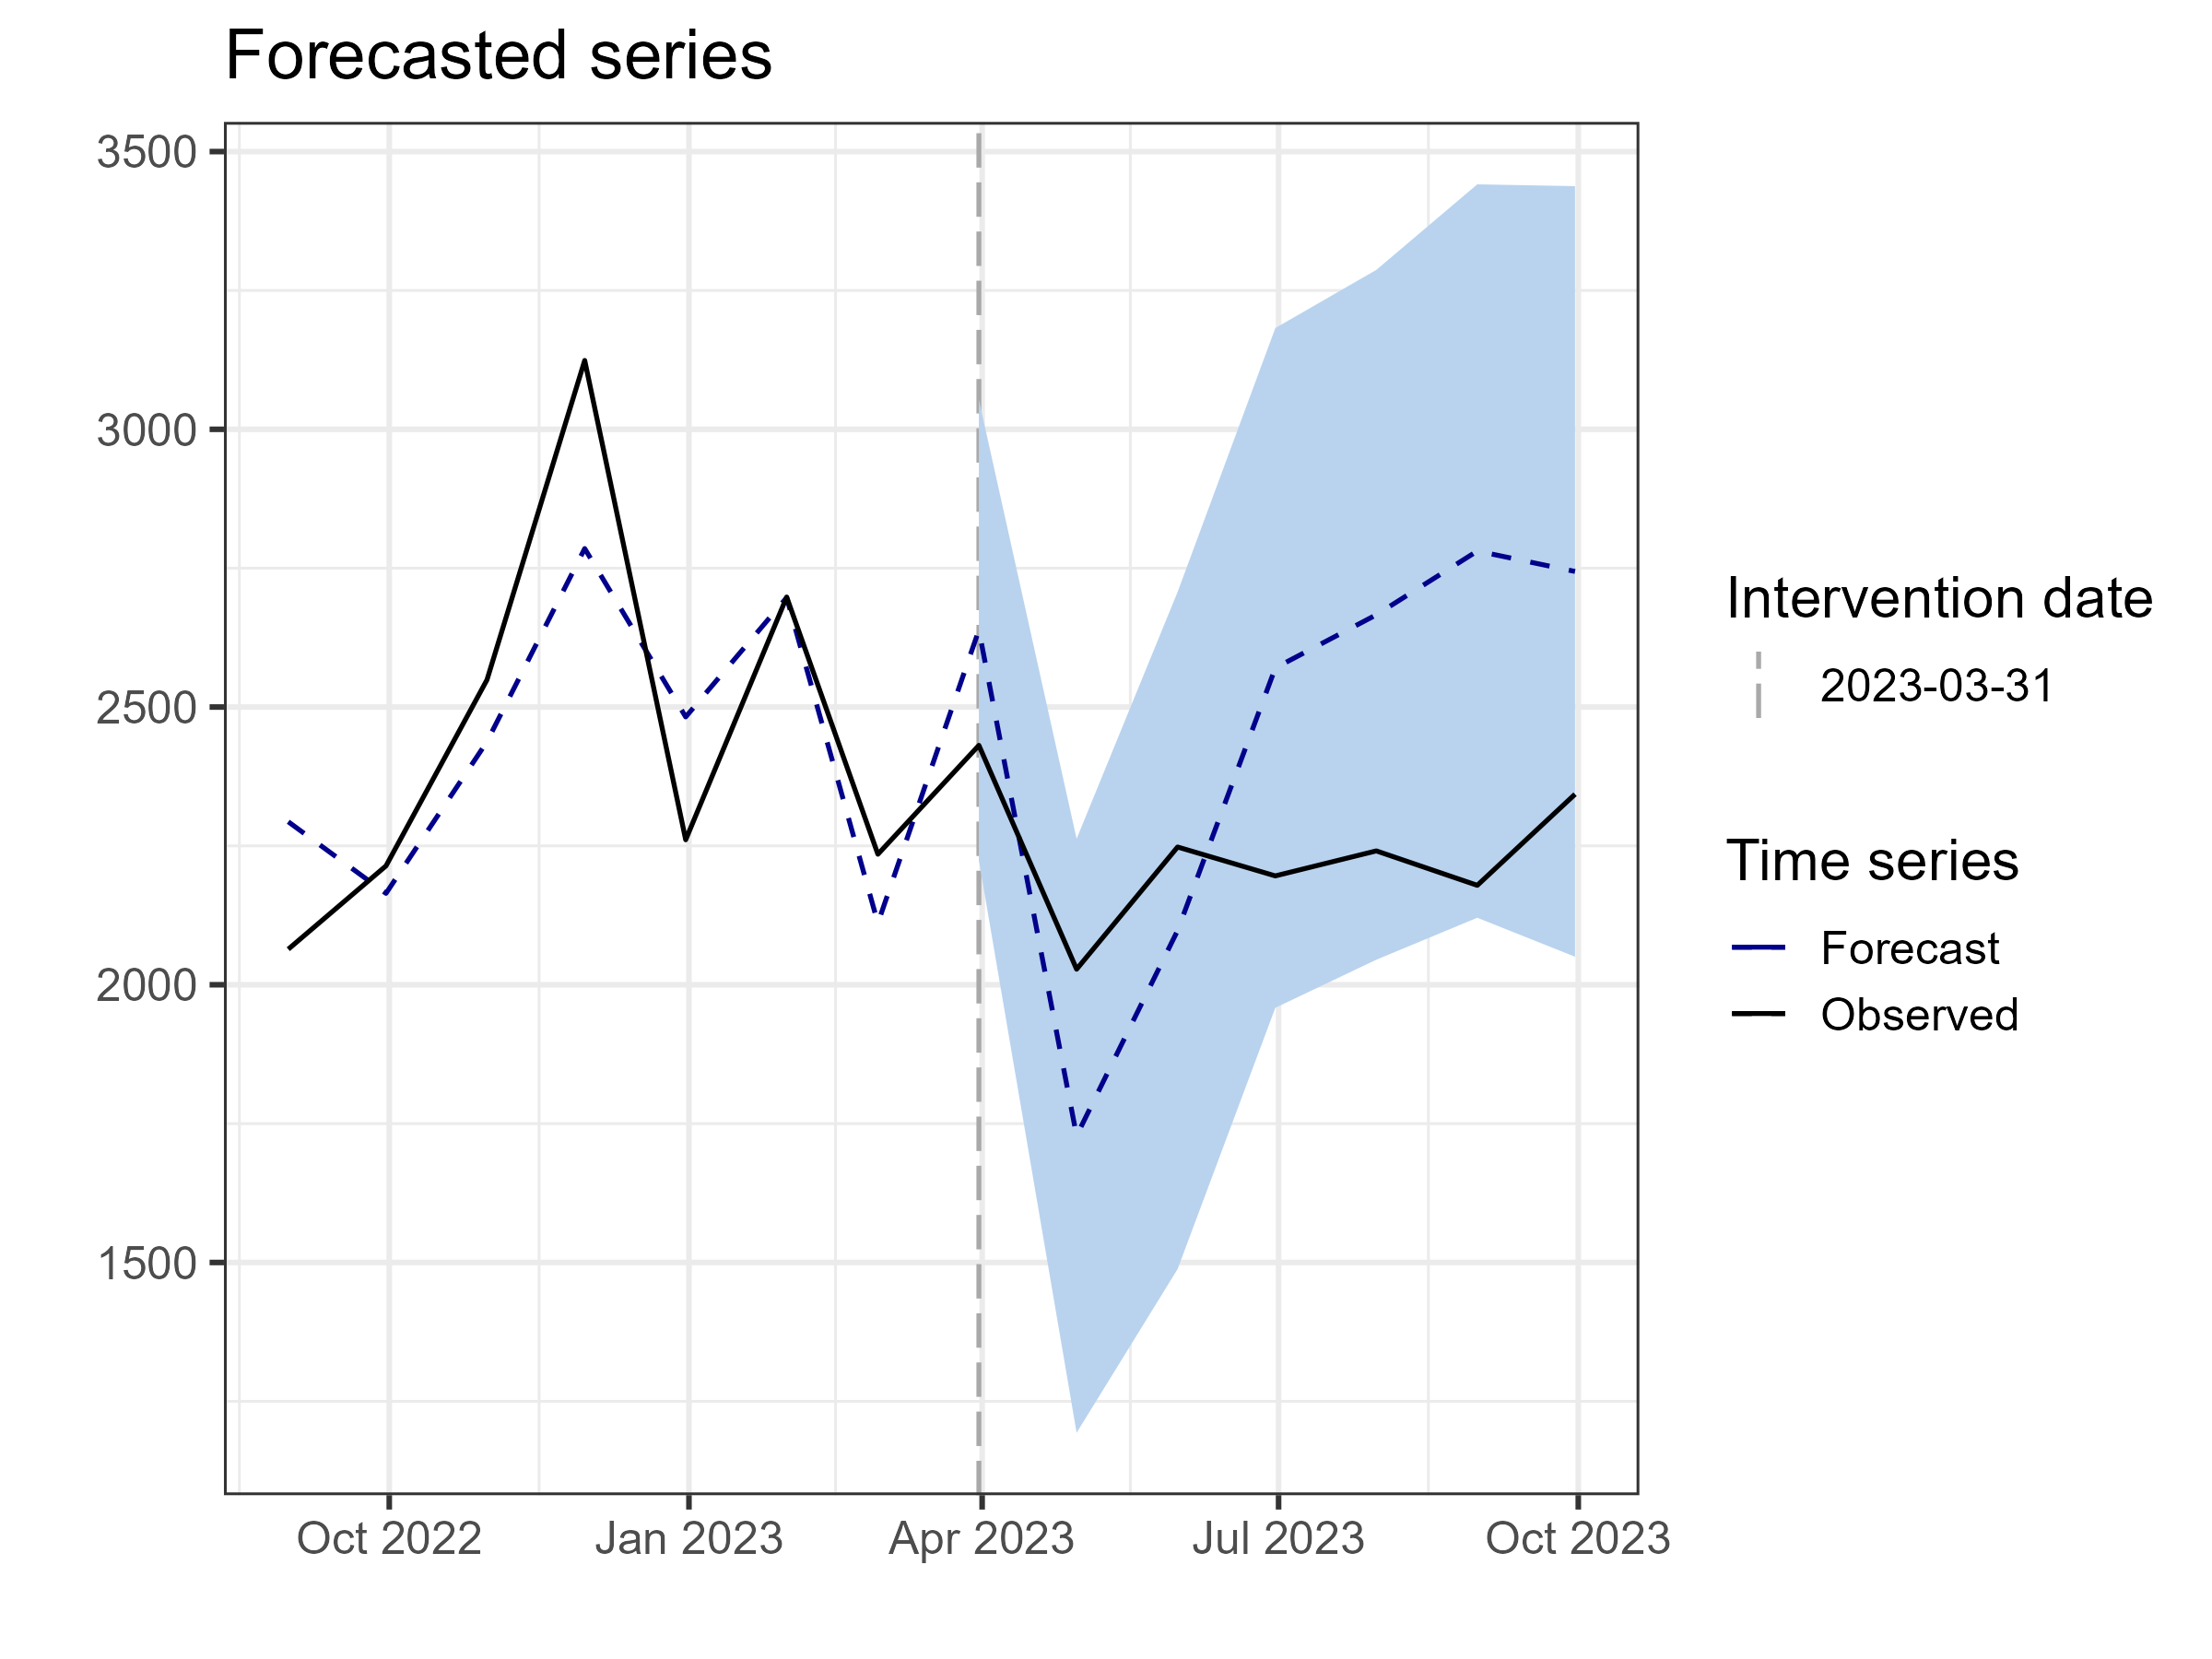 Forecasted series
3500
3000
2500
2000
1500
Oct 2022
Jan 2023
Apr 2023
Jul 2023
Oct 2023
Intervention date
2023-03-31
Time series
Forecast
Observed